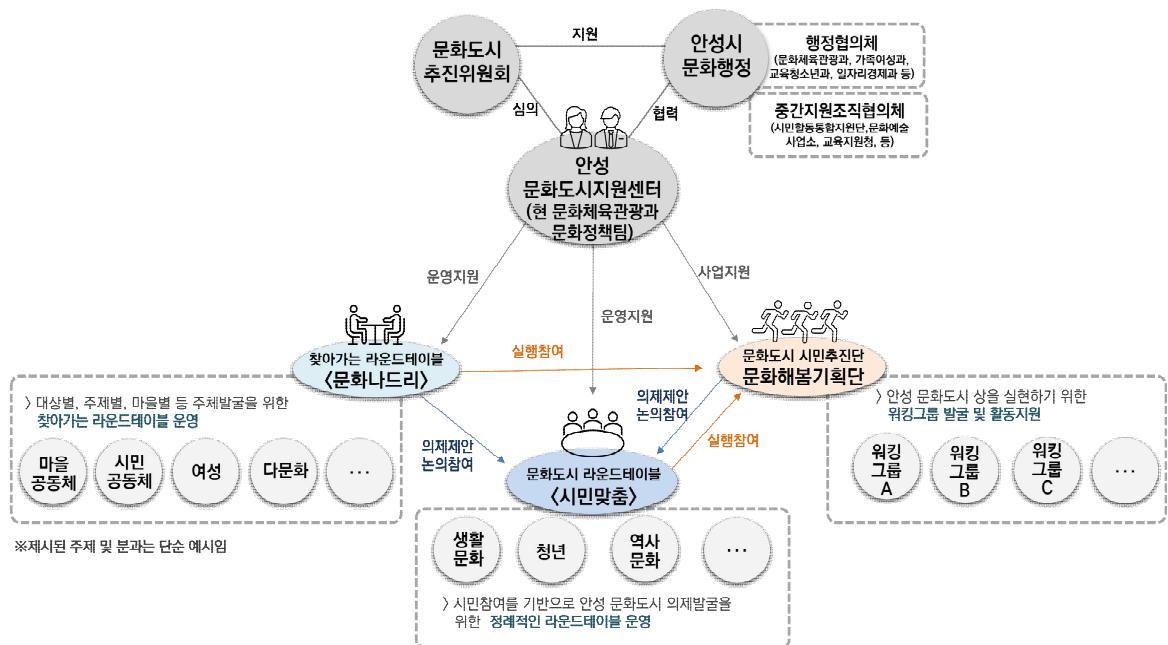 지원
문화도시
추진위원회
안성시
문화행정
행정협의체
(문화체육관광과, 가족여성과,
교육청소년과, 일자리경제과 등)
중간지원조직협의체
(시민활동통합지원단,문화예술
사업소, 교육지원청, 등)
심의
협력
안성
문화도시지원센터
(현 문화체육관광과
문화정책팀)
운영지원
운영지원
사업지원
찾아가는 라운드테이블
〈문화나드리〉
실행참여
문화도시 시민추진단
문화해봄기획단
〉대상별, 주제별, 마을별 등 주체발굴을 위한
찾아가는 라운드테이블 운영
마을
공동체
시민
공동체
여성
다문화
···
의제제안
논의참여
의제제안
논의참여
실행참여
문화도시 라운드테이블
〈시민맞춤〉
〉안성 문화도시 상을 실현하기 위한
워킹그룹 발굴 및 활동지원
워킹
그룹
A
워킹
그룹
B
워킹
그룹
C
···
※제시된 주제 및 분과는 단순 예시임
생활
문화
청년
역사
문화
···
〉시민참여를 기반으로 안성 문화도시 의제발굴을
위한 정례적인 라운드테이블 운영